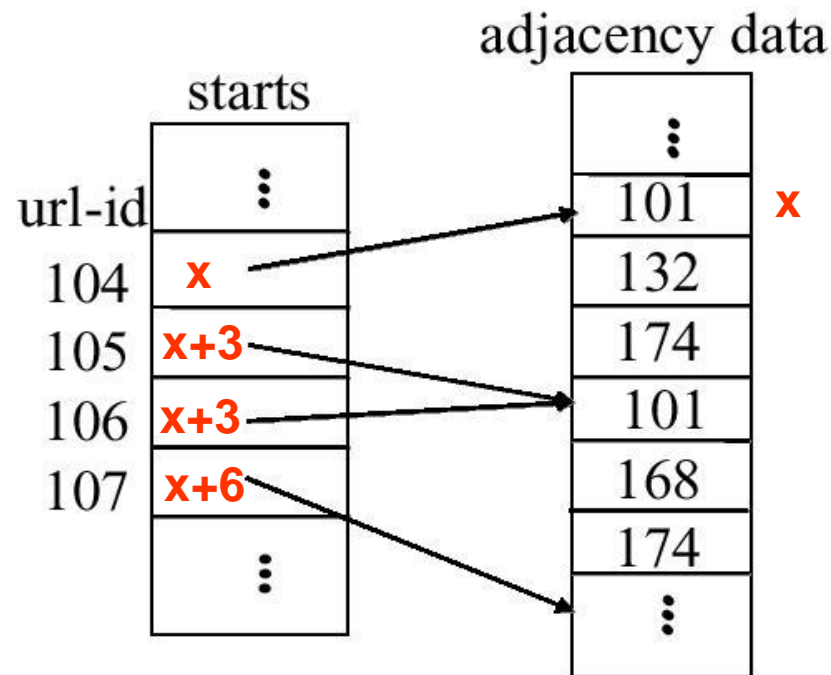 adjacency data
starts
url-id
104 x
105 x+3
106 x+3
107 x+6
101 x
132
174
101
168
174